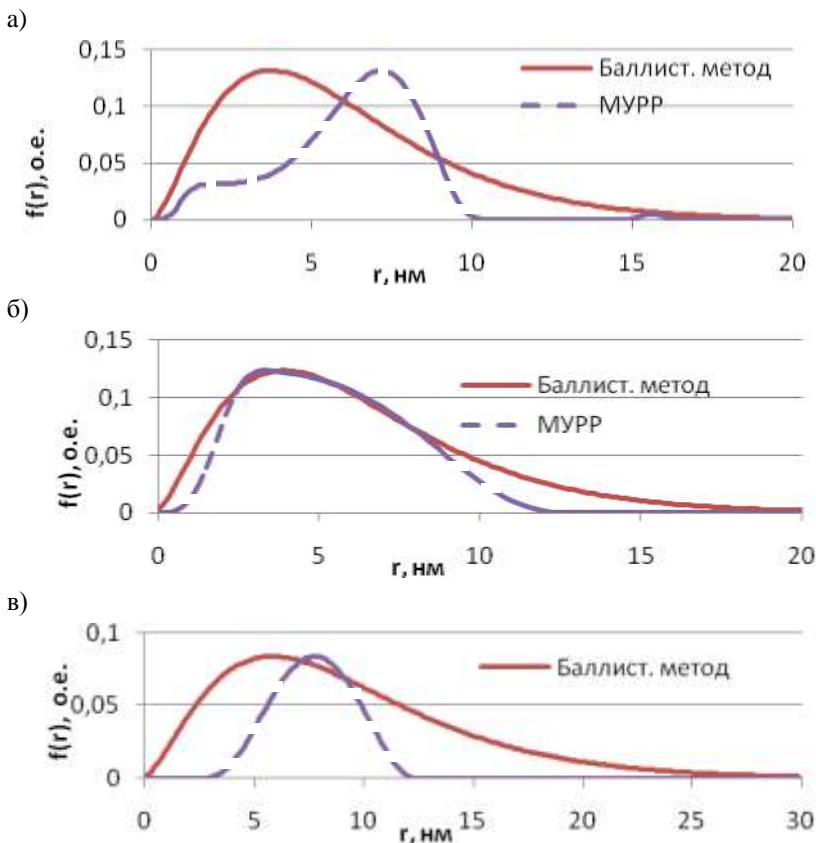 а)
0,15
0,1
0,05
0
f(r), о.е.
Баллист. метод
МУРР
0 5 10 15 20
r, нм
б)
0,15
0,1
0,05
0
f(r), о.е.
Баллист. метод
МУРР
0 5 10 15 20
r, нм
в)
0,1
0,05
0
f(r), о.е.
Баллист. метод
0 5 10 15 20 25 30
r, нм